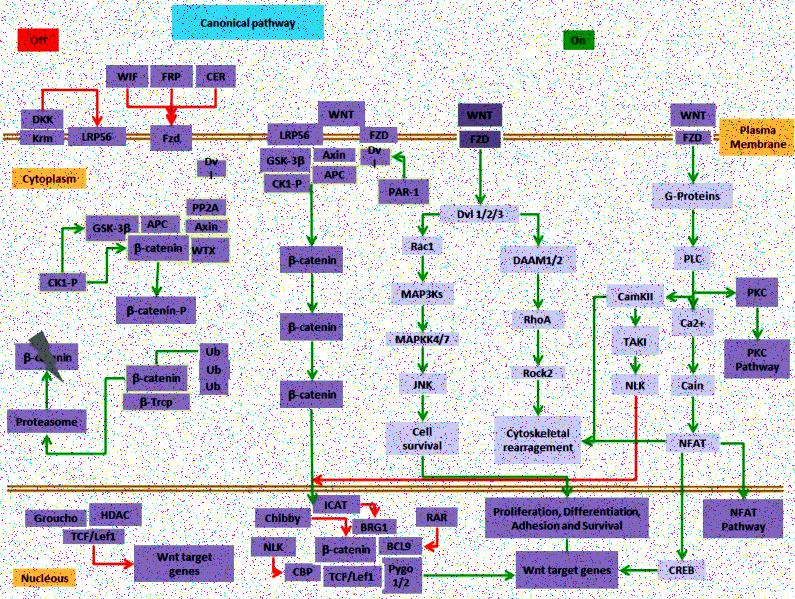 Canonical pathway
Off
On
WIF
FRP
CER
DKK
Krm
LRP56
Fzd
WNT
LRP56
FZD
GSK-3β
Axin
Dv
l
CK1-P
APC
PAR-1
WNT
FZD
WNT
FZD
Plasma
Membrane
Cytoplasm
Dv
l
PP2A
GSK-3β
APC
Axin
β-catenin
WTX
CK1-P
β-catenin-P
β-catenin
Ub
Ub
Ub
β-catenin
β-Trcp
Proteasome
β-catenin
β-catenin
β-catenin
Dvl 1/2/3
Rac1
MAP3Ks
MAPKK4/7
JNK
Cell
survival
DAAM1/2
RhoA
Rock2
Cytoskeletal
rearragement
G-Proteins
PLC
CamKII
PKC
Ca2+
TAKI
PKC
Pathway
NLK
Cain
NFAT
NFAT
Pathway
Groucho
HDAC
TCF/Lef1
Wnt target
genes
Nucléous
ICAT
Chibby
BRG1
RAR
NLK
β-catenin
BCL9
CBP
TCF/Lef1
Pygo
1/2
Proliferation, Differentiation,
Adhesion and Survival
Wnt target genes
CREB